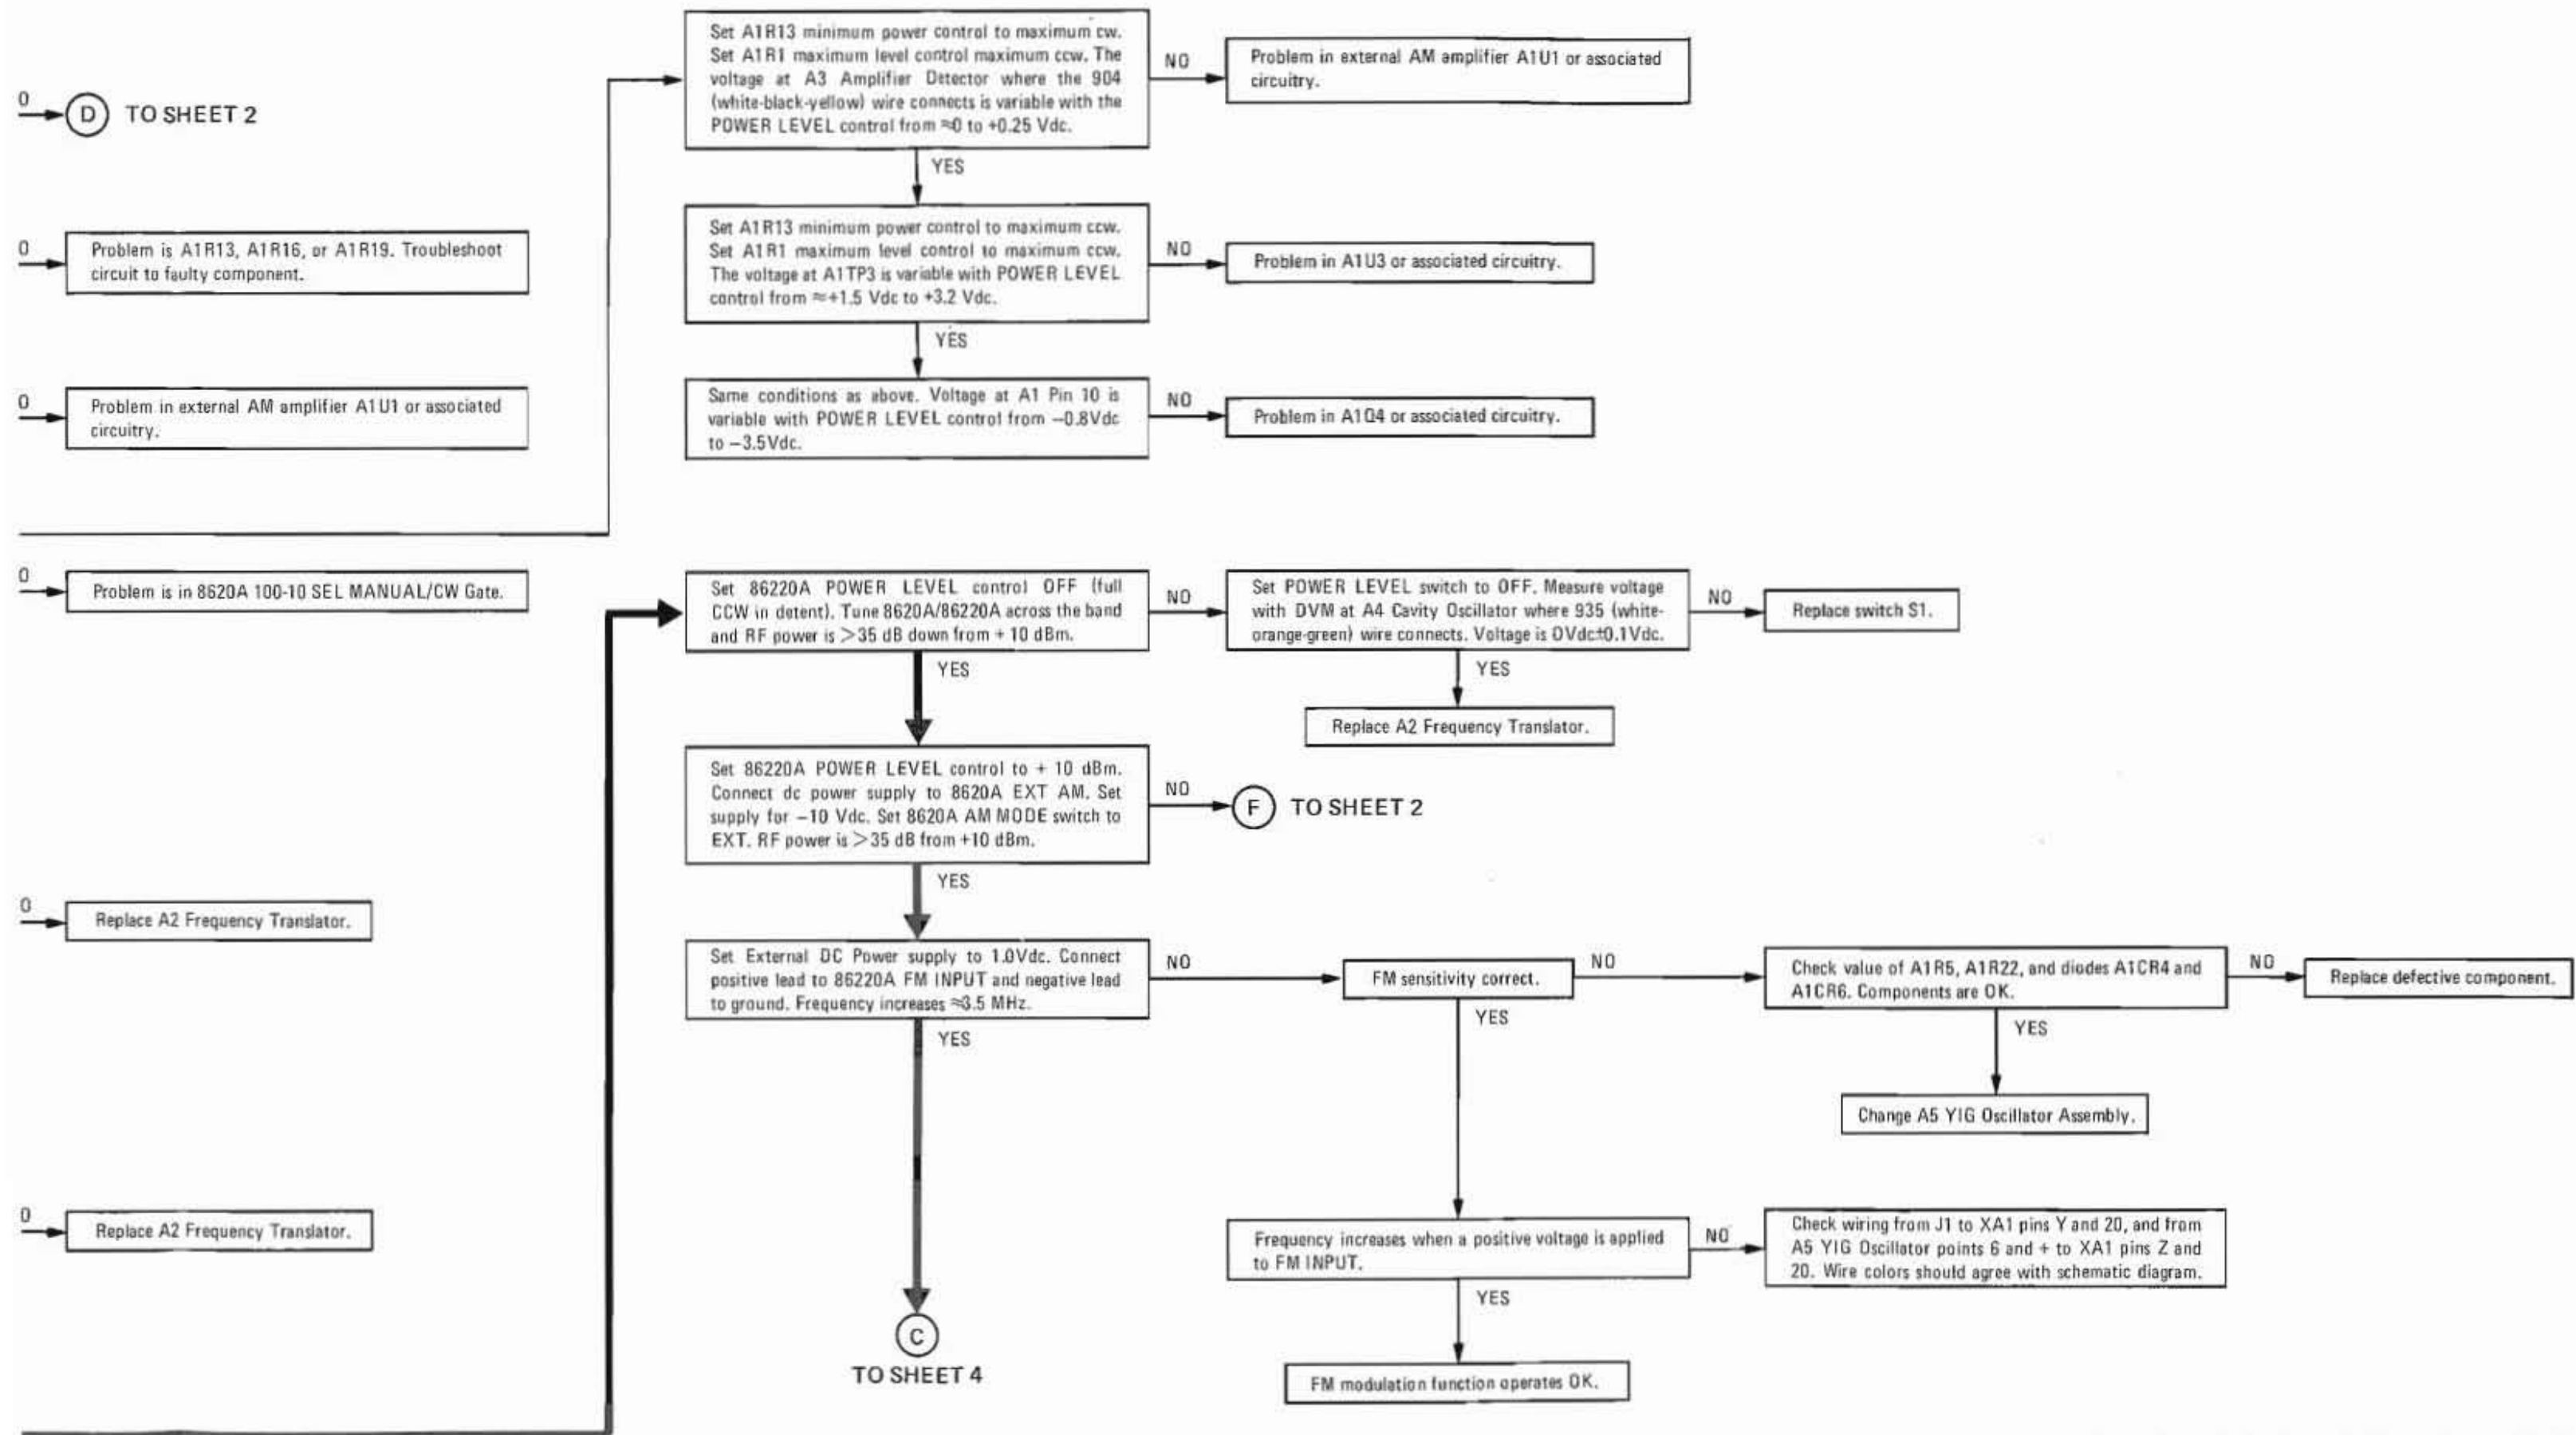 0
D TO SHEET 2
0
Problem is A1R13, A1R16, or A1R19. Troubleshoot
circuit to faulty component.
0
Problem in external AM amplifier A1U1 or associated
circuitry.
0
Problem is in 8620A 100-10 SEL MANUAL/CW Gate.
0
Replace A2 Frequency Translator.
0
Replace A2 Frequency Translator.
Set A1R13 minimum power control to maximum cw.
Set A1R1 maximum level control maximum ccw. The
voltage at A3 Amplifier Detector where the 904
(white-black-yellow) wire connects is variable with the
POWER LEVEL control from ≈0 to +0.25 Vdc.
NO
Problem in external AM amplifier A1U1 or associated
circuitry.
YES
Set A1R13 minimum power control to maximum ccw.
Set A1R1 maximum level control to maximum ccw.
The voltage at A1TP3 is variable with POWER LEVEL
control from ≈+1.5 Vdc to +3.2 Vdc.
NO
Problem in A1U3 or associated circuitry.
YES
Same conditions as above. Voltage at A1 Pin 10 is
variable with POWER LEVEL control from −0.8Vdc
to −3.5Vdc.
NO
Problem in A1Q4 or associated circuitry.
Set 86220A POWER LEVEL control OFF (full
CCW in detent). Tune 8620A/86220A across the band
and RF power is >35 dB down from + 10 dBm.
NO
Set POWER LEVEL switch to OFF. Measure voltage
with DVM at A4 Cavity Oscillator where 935 (white-
orange-green) wire connects. Voltage is 0Vdc±0.1Vdc.
NO
Replace switch S1.
YES
YES
Replace A2 Frequency Translator.
Set 86220A POWER LEVEL control to + 10 dBm.
Connect dc power supply to 8620A EXT AM. Set
supply for −10 Vdc. Set 8620A AM MODE switch to
EXT. RF power is >35 dB from +10 dBm.
NO
F TO SHEET 2
YES
Set External DC Power supply to 1.0Vdc. Connect
positive lead to 86220A FM INPUT and negative lead
to ground. Frequency increases ≈3.5 MHz.
NO
FM sensitivity correct.
NO
Check value of A1R5, A1R22, and diodes A1CR4 and
A1CR6. Components are OK.
NO
Replace defective component.
YES
YES
YES
Change A5 YIG Oscillator Assembly.
Frequency increases when a positive voltage is applied
to FM INPUT.
NO
Check wiring from J1 to XA1 pins Y and 20, and from
A5 YIG Oscillator points 6 and + to XA1 pins Z and
20. Wire colors should agree with schematic diagram.
YES
C
TO SHEET 4
FM modulation function operates OK.